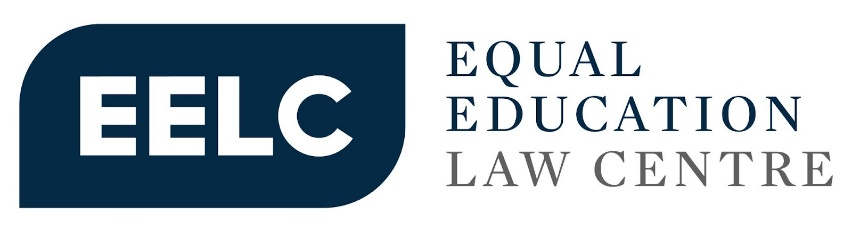 EELC
EQUAL
EDUCATION
LAW CENTRE